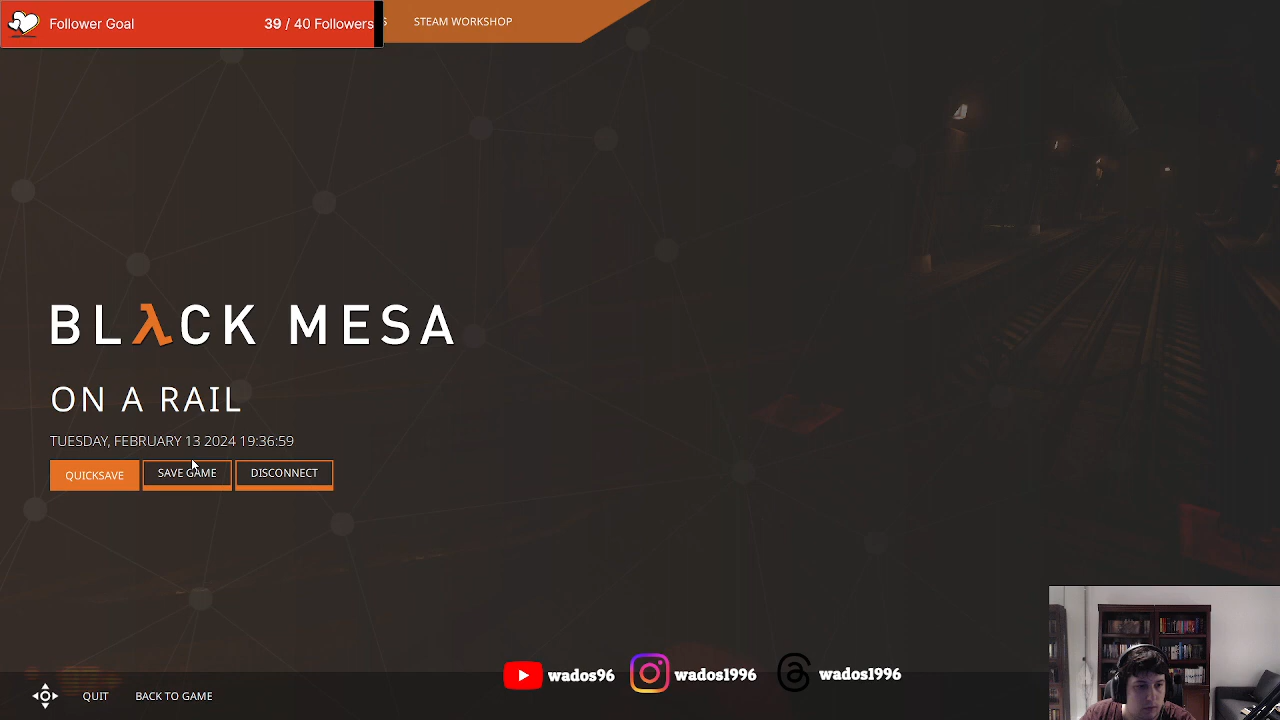 Follower Goal
39 / 40 Followers
S
STEAM WORKSHOP
BLλCK MESA
ON A RAIL
TUESDAY, FEBRUARY 13 2024 19:36:59
QUICKSAVE
SAVE GAME
DISCONNECT
wados96
wados1996
wados1996
QUIT
BACK TO GAME